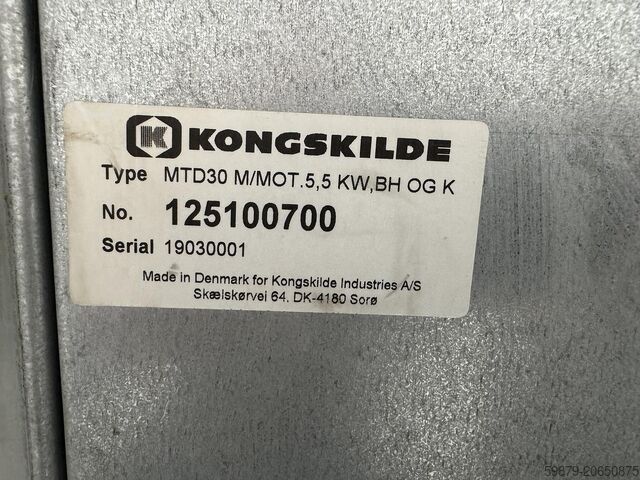 K KONGSKILDE
Type MTD30 M/MOT.5,5 KW,BH OG K
No. 125100700
Serial 19030001
Made in Denmark for Kongskilde Industries A/S
Skælskørvej 64. DK-4180 Sorø
59879-20650875